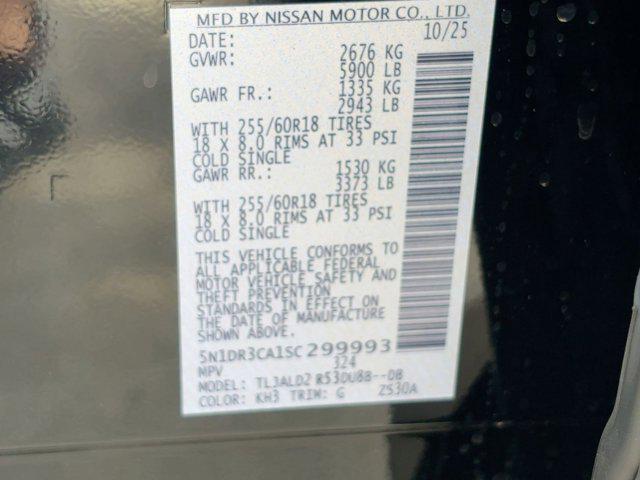 MFD BY NISSAN MOTOR CO., LTD.
DATE: 10/25
GVWR: 2676 KG
5900 LB
GAWR FR.: 1335 KG
2943 LB
WITH 255/60R18 TIRES
18 X 8.0 RIMS AT 33 PSI
COLD SINGLE
GAWR RR.: 1530 KG
3373 LB
WITH 255/60R18 TIRES
18 X 8.0 RIMS AT 33 PSI
COLD SINGLE
THIS VEHICLE CONFORMS TO
ALL APPLICABLE FEDERAL
MOTOR VEHICLE SAFETY AND
THEFT PREVENTION
STANDARDS IN EFFECT ON
THE DATE OF MANUFACTURE
SHOWN ABOVE.
5N1DR3CA1SC299993
MPV 324
MODEL: TL3ALD2 R53DU8B--DB
COLOR: KH3 TRIM: G Z530A